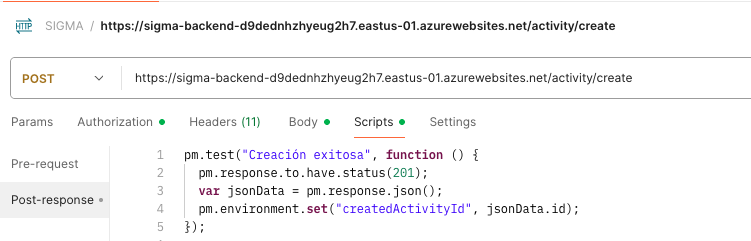 HTTP SIGMA / https://sigma-backend-d9dednhzhyeug2h7.eastus-01.azurewebsites.net/activity/create
POST https://sigma-backend-d9dednhzhyeug2h7.eastus-01.azurewebsites.net/activity/create
Params Authorization Headers (11) Body Scripts Settings
Pre-request
Post-response
1 pm.test("Creación exitosa", function () {
2 pm.response.to.have.status(201);
3 var jsonData = pm.response.json();
4 pm.environment.set("createdActivityId", jsonData.id);
5 });